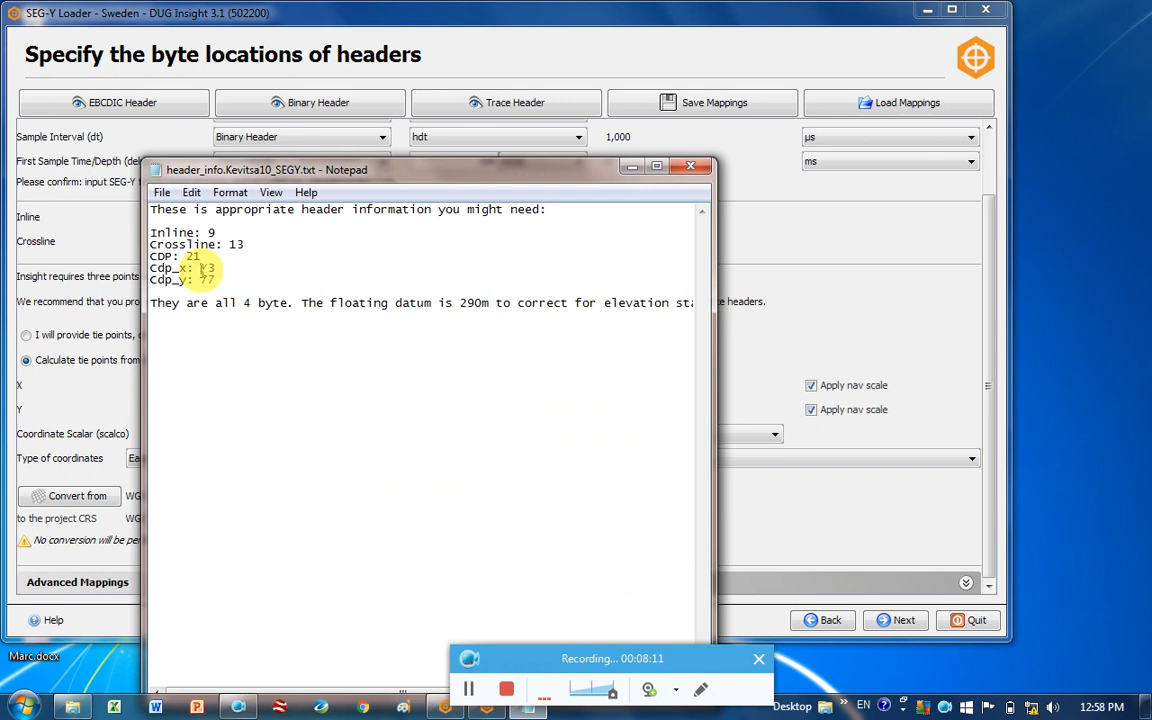 SEG-Y Loader - Sweden - DUG Insight 3.1 (502200)
Specify the byte locations of headers
EBCDIC Header
Binary Header
Trace Header
Save Mappings
Load Mappings
Sample Interval (dt)
Binary Header
hdt
1,000
µs
First Sample Time/Depth (de
ms
Please confirm: input SEG-Y
header_info.Kevitsa10_SEGY.txt - Notepad
File Edit Format View Help
These is appropriate header information you might need:
Inline: 9
Crossline: 13
CDP: 21
Cdp_x: 73
Cdp_y: 77
They are all 4 byte. The floating datum is 290m to correct for elevation sta
Inline
Crossline
Insight requires three points
We recommend that you pro
te headers.
I will provide tie points,
Calculate tie points from
X
Apply nav scale
Y
Apply nav scale
Coordinate Scalar (scalco)
Type of coordinates
Ea
Convert from
WG
to the project CRS
WG
No conversion will be per
Advanced Mappings
Help
Back
Next
Quit
Marc.docx
Recording... 00:08:11
Desktop
EN
12:58 PM